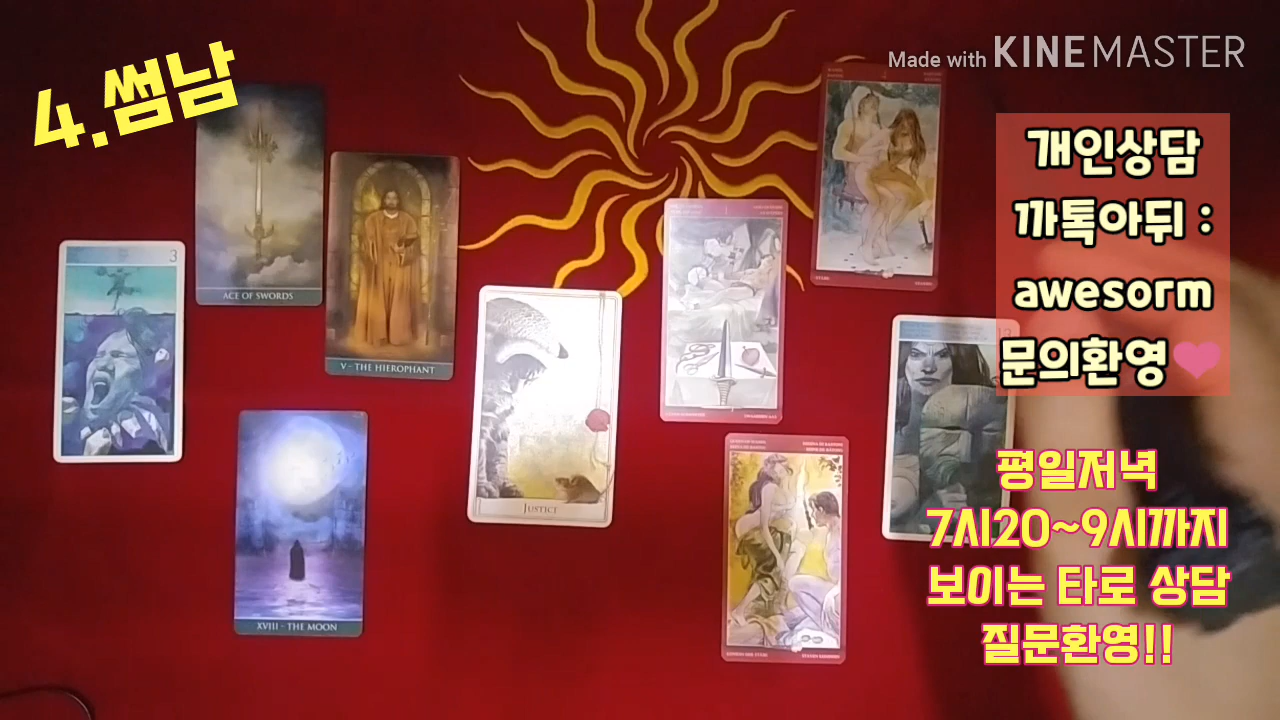 Made with KINEMASTER
4.썸남
개인상담
까톡아뒤 :
awesorm
문의환영
평일저녁
7시20~9시까지
보이는 타로 상담
질문환영!!
3
ACE OF SWORDS
V - THE HIEROPHANT
XVIII - THE MOON
JUSTICE